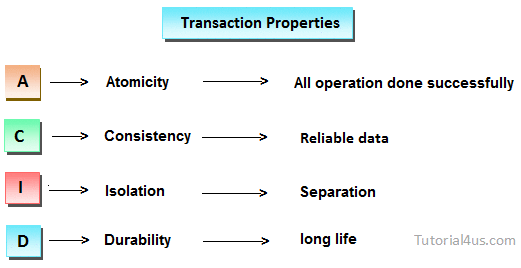 Transaction Properties
A Atomicity All operation done successfully
C Consistency Reliable data
I Isolation Separation
D Durability long life
Tutorial4us.com